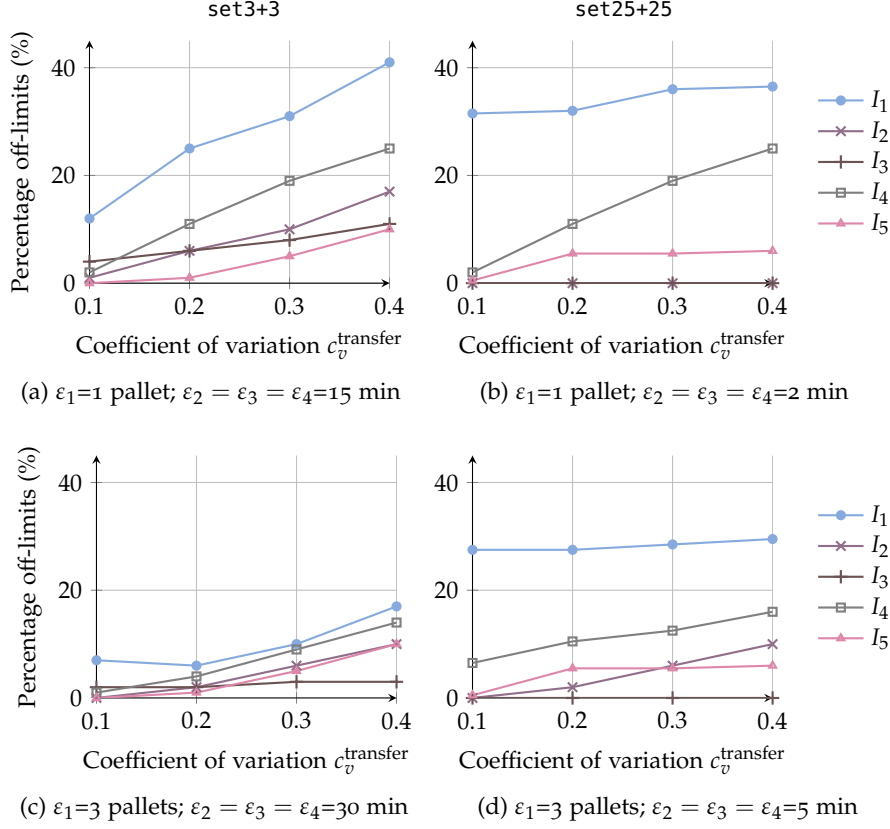 set3+3
set25+25
Percentage off-limits (%)
40
20
0
0.1 0.2 0.3 0.4
Coefficient of variation c_v^transfer
(a) ε₁=1 pallet; ε₂ = ε₃ = ε₄=15 min
40
20
0
0.1 0.2 0.3 0.4
Coefficient of variation c_v^transfer
(b) ε₁=1 pallet; ε₂ = ε₃ = ε₄=2 min
I₁
I₂
I₃
I₄
I₅
Percentage off-limits (%)
40
20
0
0.1 0.2 0.3 0.4
Coefficient of variation c_v^transfer
(c) ε₁=3 pallets; ε₂ = ε₃ = ε₄=30 min
40
20
0
0.1 0.2 0.3 0.4
Coefficient of variation c_v^transfer
(d) ε₁=3 pallets; ε₂ = ε₃ = ε₄=5 min
I₁
I₂
I₃
I₄
I₅